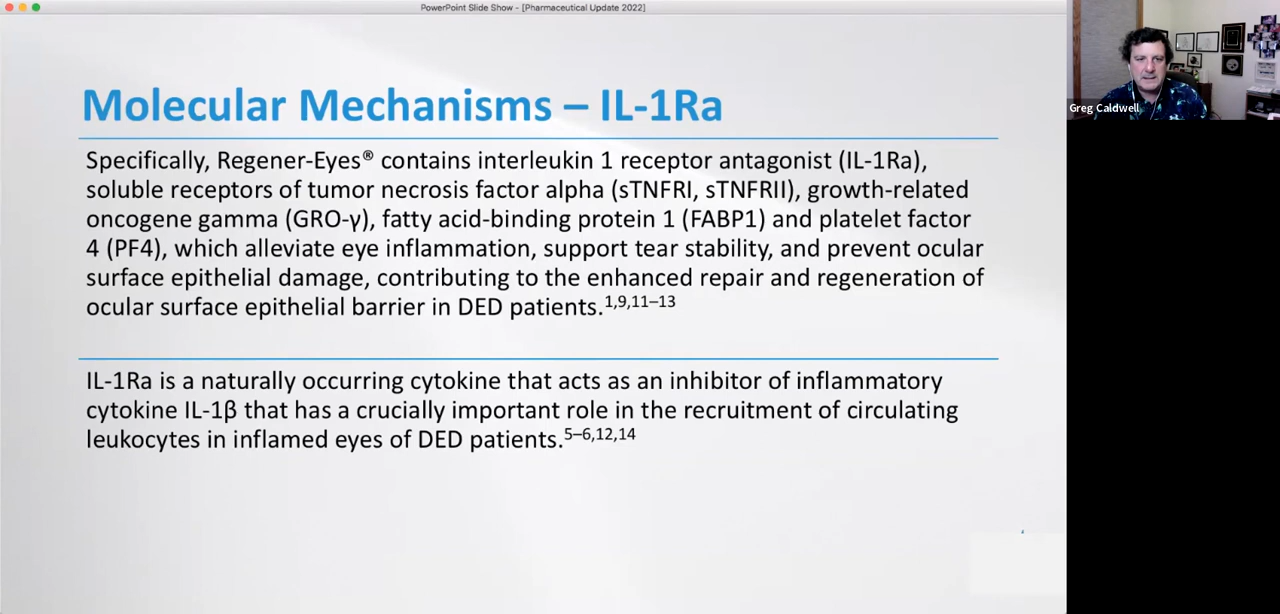 PowerPoint Slide Show - [Pharmaceutical Update 2022]
Molecular Mechanisms – IL-1Ra
Specifically, Regener-Eyes® contains interleukin 1 receptor antagonist (IL-1Ra),
soluble receptors of tumor necrosis factor alpha (sTNFRI, sTNFRII), growth-related
oncogene gamma (GRO-γ), fatty acid-binding protein 1 (FABP1) and platelet factor
4 (PF4), which alleviate eye inflammation, support tear stability, and prevent ocular
surface epithelial damage, contributing to the enhanced repair and regeneration of
ocular surface epithelial barrier in DED patients.1,9,11–13
IL-1Ra is a naturally occurring cytokine that acts as an inhibitor of inflammatory
cytokine IL-1β that has a crucially important role in the recruitment of circulating
leukocytes in inflamed eyes of DED patients.5–6,12,14
Greg Caldwell